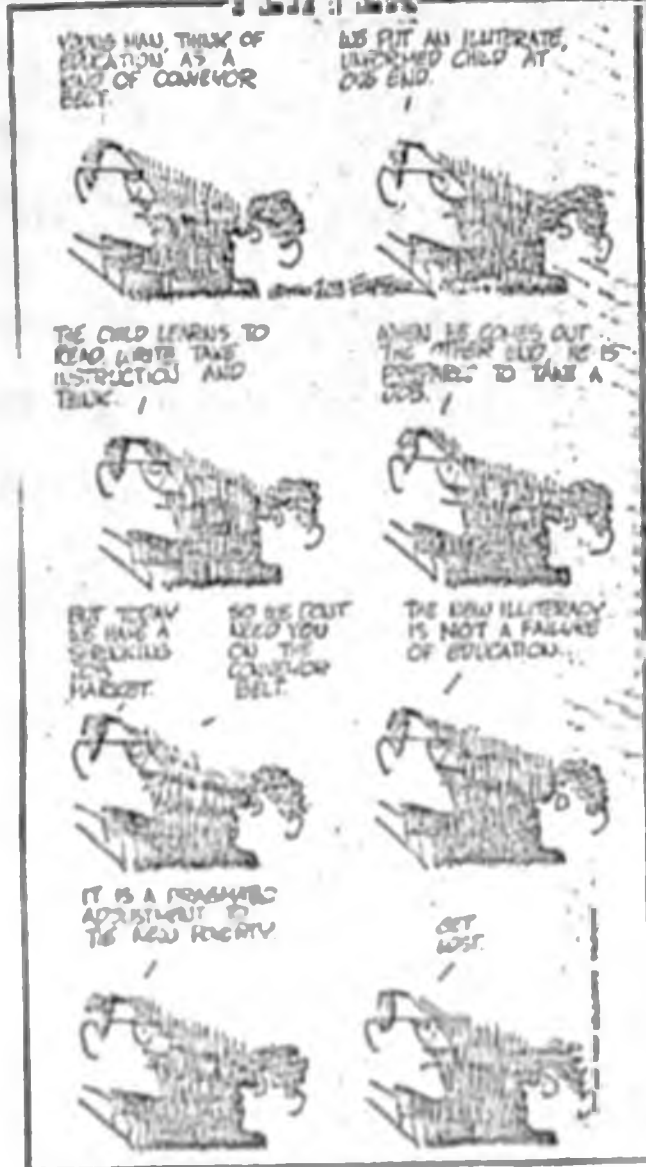 YOUNG MAN, THINK OF
EDUCATION AS A
KIND OF CONVEYOR
BELT.
WE PUT AN ILLITERATE,
UNFORMED CHILD AT
ONE END.
THE CHILD LEARNS TO
READ WRITE TAKE
INSTRUCTION AND
THINK.
WHEN HE COMES OUT
THE OTHER END, HE IS
PREPARED TO TAKE A
JOB.
BUT TODAY
WE HAVE A
SHRINKING
JOB
MARKET.
SO WE DON'T
NEED YOU
ON THE
CONVEYOR
BELT.
THE NEW ILLITERACY
IS NOT A FAILURE
OF EDUCATION...
IT IS A PRAGMATIC
ADJUSTMENT TO
THE NEW POVERTY.
GET
LOST.